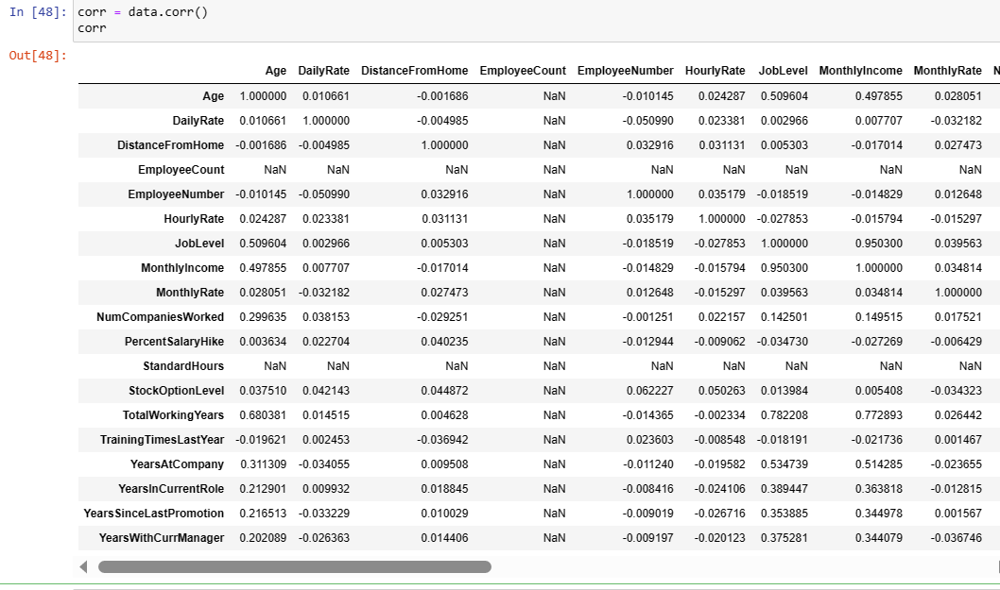 In [48]: corr = data.corr()
corr
Out[48]:
Age DailyRate DistanceFromHome EmployeeCount EmployeeNumber HourlyRate JobLevel MonthlyIncome MonthlyRate N
Age 1.000000 0.010661 -0.001686 NaN -0.010145 0.024287 0.509604 0.497855 0.028051
DailyRate 0.010661 1.000000 -0.004985 NaN -0.050990 0.023381 0.002966 0.007707 -0.032182
DistanceFromHome -0.001686 -0.004985 1.000000 NaN 0.032916 0.031131 0.005303 -0.017014 0.027473
EmployeeCount NaN NaN NaN NaN NaN NaN NaN NaN NaN
EmployeeNumber -0.010145 -0.050990 0.032916 NaN 1.000000 0.035179 -0.018519 -0.014829 0.012648
HourlyRate 0.024287 0.023381 0.031131 NaN 0.035179 1.000000 -0.027853 -0.015794 -0.015297
JobLevel 0.509604 0.002966 0.005303 NaN -0.018519 -0.027853 1.000000 0.950300 0.039563
MonthlyIncome 0.497855 0.007707 -0.017014 NaN -0.014829 -0.015794 0.950300 1.000000 0.034814
MonthlyRate 0.028051 -0.032182 0.027473 NaN 0.012648 -0.015297 0.039563 0.034814 1.000000
NumCompaniesWorked 0.299635 0.038153 -0.029251 NaN -0.001251 0.022157 0.142501 0.149515 0.017521
PercentSalaryHike 0.003634 0.022704 0.040235 NaN -0.012944 -0.009062 -0.034730 -0.027269 -0.006429
StandardHours NaN NaN NaN NaN NaN NaN NaN NaN NaN
StockOptionLevel 0.037510 0.042143 0.044872 NaN 0.062227 0.050263 0.013984 0.005408 -0.034323
TotalWorkingYears 0.680381 0.014515 0.004628 NaN -0.014365 -0.002334 0.782208 0.772893 0.026442
TrainingTimesLastYear -0.019621 0.002453 -0.036942 NaN 0.023603 -0.008548 -0.018191 -0.021736 0.001467
YearsAtCompany 0.311309 -0.034055 0.009508 NaN -0.011240 -0.019582 0.534739 0.514285 -0.023655
YearsInCurrentRole 0.212901 0.009932 0.018845 NaN -0.008416 -0.024106 0.389447 0.363818 -0.012815
YearsSinceLastPromotion 0.216513 -0.033229 0.010029 NaN -0.009019 -0.026716 0.353885 0.344978 0.001567
YearsWithCurrManager 0.202089 -0.026363 0.014406 NaN -0.009197 -0.020123 0.375281 0.344079 -0.036746